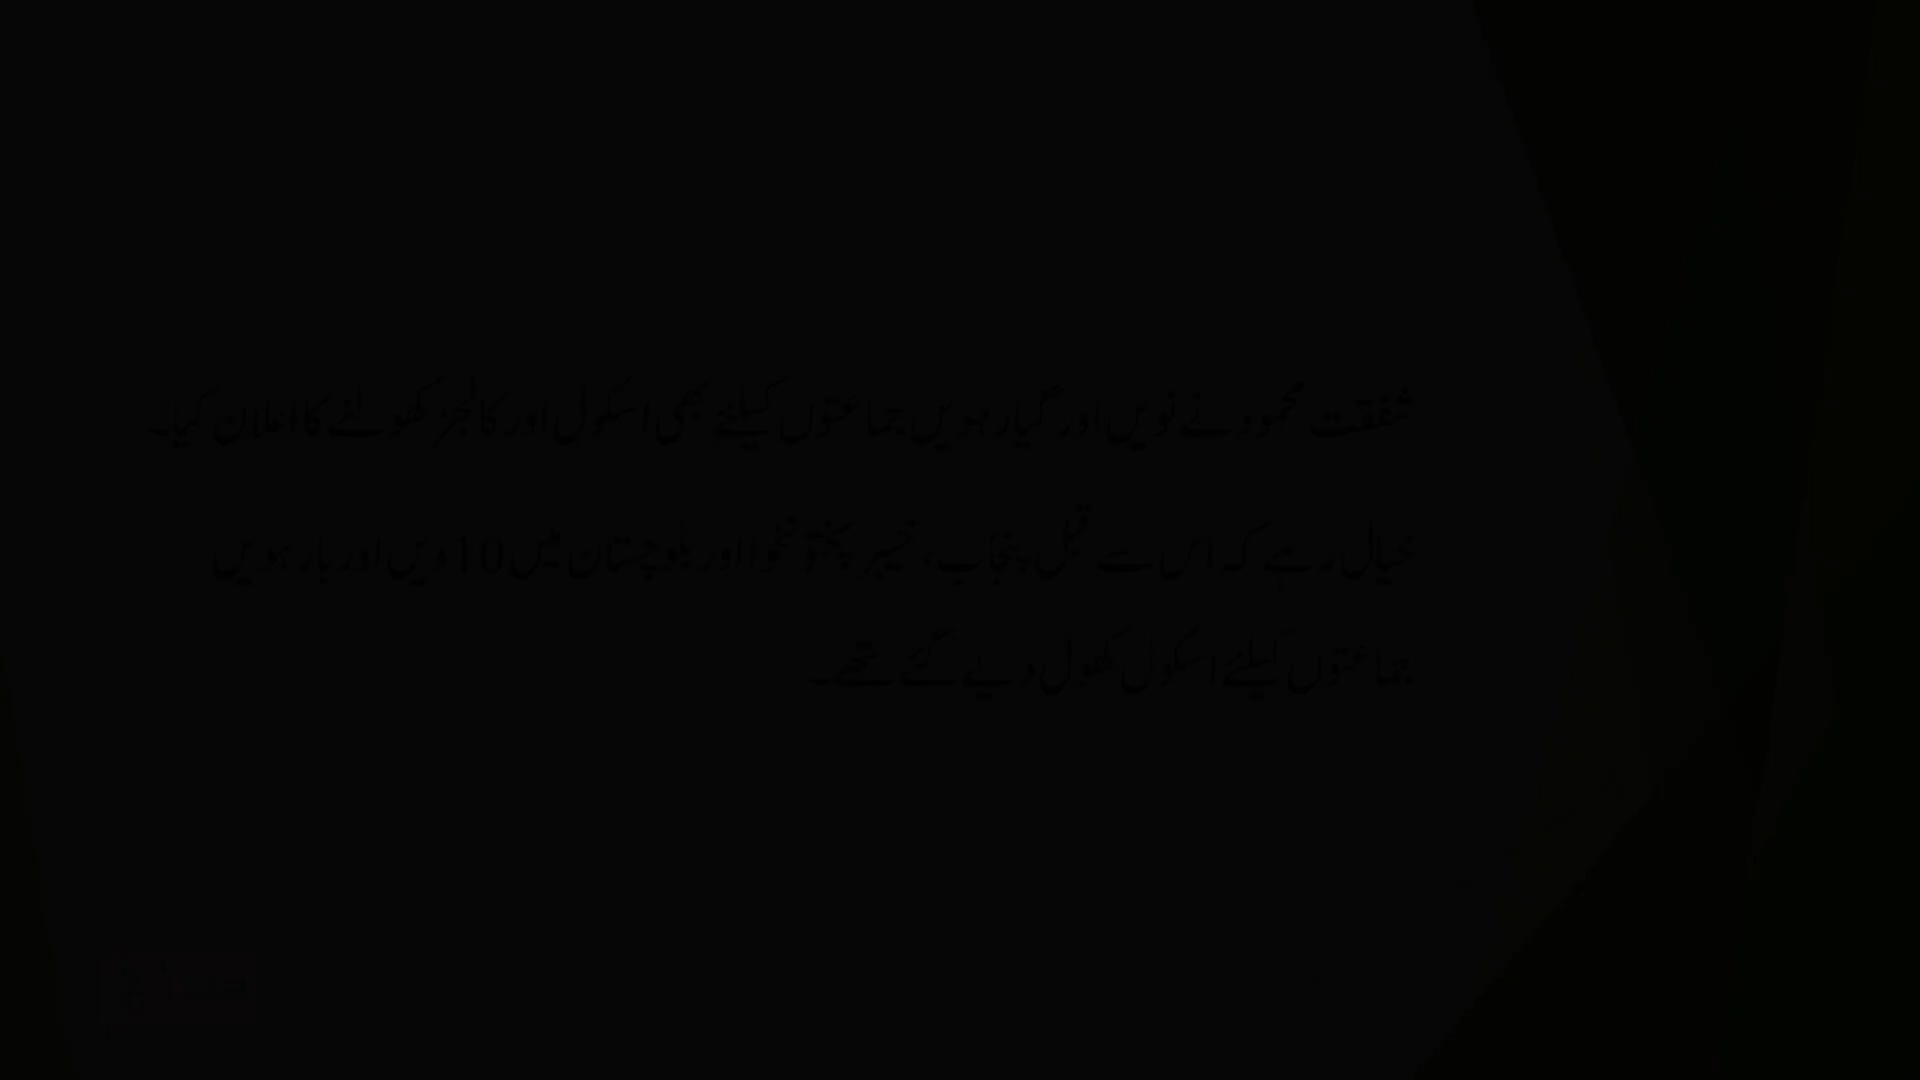 شفقت محمود نے نویں اور گیارہویں جماعتوں کیلئے بھی اسکول اور کالجز کھولنے کا اعلان کیا۔
خیال رہے کہ اس سے قبل پنجاب، خیبر پختونخوا اور بلوچستان میں 10 ویں اور بارہویں
جماعتوں کیلئے اسکول کھول دیے گئے تھے۔